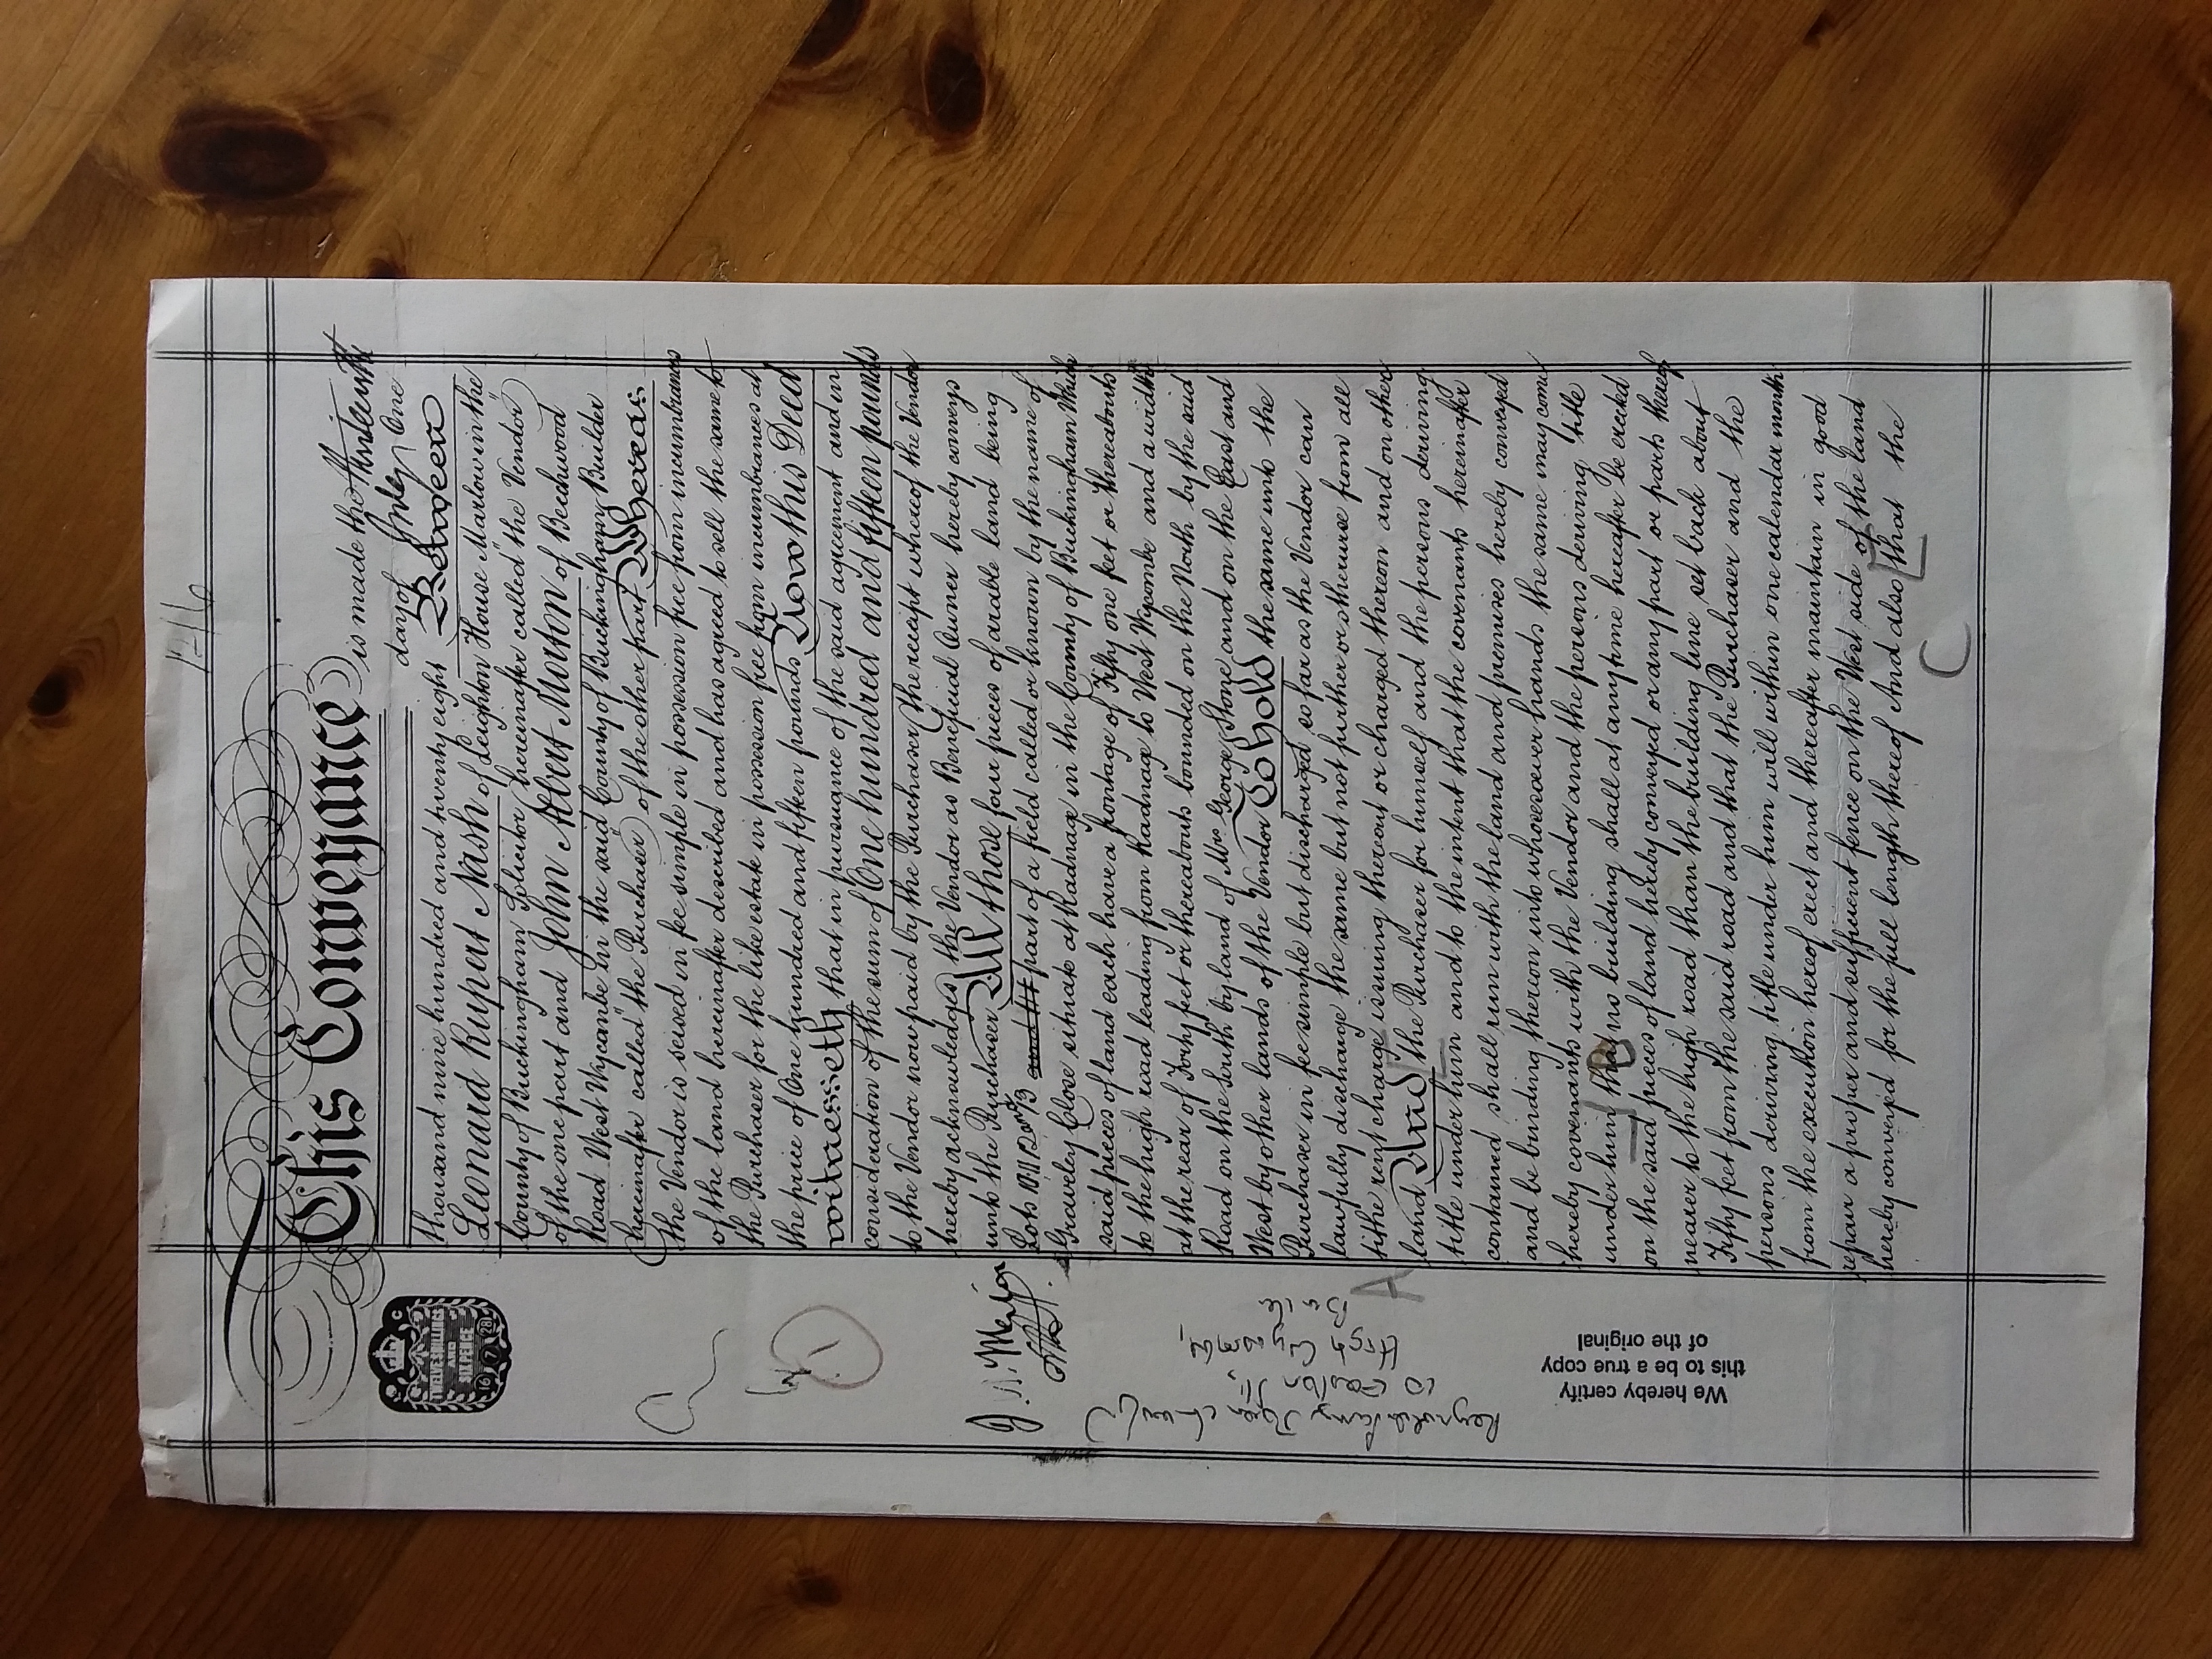 This Conveyance is made the thirteenth
day of July One
thousand nine hundred and twenty eight Between
Leonard Rupert Nash of Leighton House Marlow in the
County of Buckingham Solicitor (hereinafter called "the Vendor")
of the one part and John Albert Morton of Beechwood
Road West Wycombe in the said County of Buckingham Builder
(hereinafter called "the Purchaser") of the other part Whereas
the Vendor is seised in fee simple in possession free from incumbrances
of the land hereinafter described and has agreed to sell the same to
the Purchaser for the like estate in possession free from incumbrances at
the price of One hundred and fifteen pounds Now this Deed
witnesseth that in pursuance of the said agreement and in
consideration of the sum of One hundred and fifteen pounds
to the Vendor now paid by the Purchaser (the receipt whereof the Vendor
hereby acknowledges) the Vendor as Beneficial Owner hereby conveys
unto the Purchaser All those four pieces of arable land being
Lots 10 11 12 and 13 part of a field called or known by the name of
Gravely Close situate at Radnage in the County of Buckingham Which
said pieces of land each have a frontage of Fifty one feet or thereabouts
to the high road leading from Radnage to West Wycombe and a width
at the rear of Forty feet or thereabouts bounded on the North by the said
Road on the South by land of Mrs George Stone and on the East and
West by other lands of the Vendor To hold the same unto the
Purchaser in fee simple but discharged so far as the Vendor can
lawfully discharge the same but not further or otherwise from all
tithe rent charge issuing thereout or charged thereon and on other
land And the Purchaser for himself and the persons deriving
title under him and to the intent that the covenants hereinafter
contained shall run with the land and premises hereby conveyed
and be binding thereon into whosesoever hands the same may come
hereby covenants with the Vendor and the persons deriving title
under him that no building shall at any time hereafter be erected
on the said pieces of land hereby conveyed or any part or parts thereof
nearer to the high road than the building line set back about
Fifty feet from the said road and that the Purchaser and the
persons deriving title under him will within one calendar month
from the execution hereof erect and thereafter maintain in good
repair a proper and sufficient fence on the West side of the land
hereby conveyed for the full length thereof And also that the
TWELVE SHILLINGS
AND
SIXPENCE
16 7 28
C
1
10 Easton St,
High Wycombe,
Bucks
We hereby certify
this to be a true copy
of the original
A
B
C